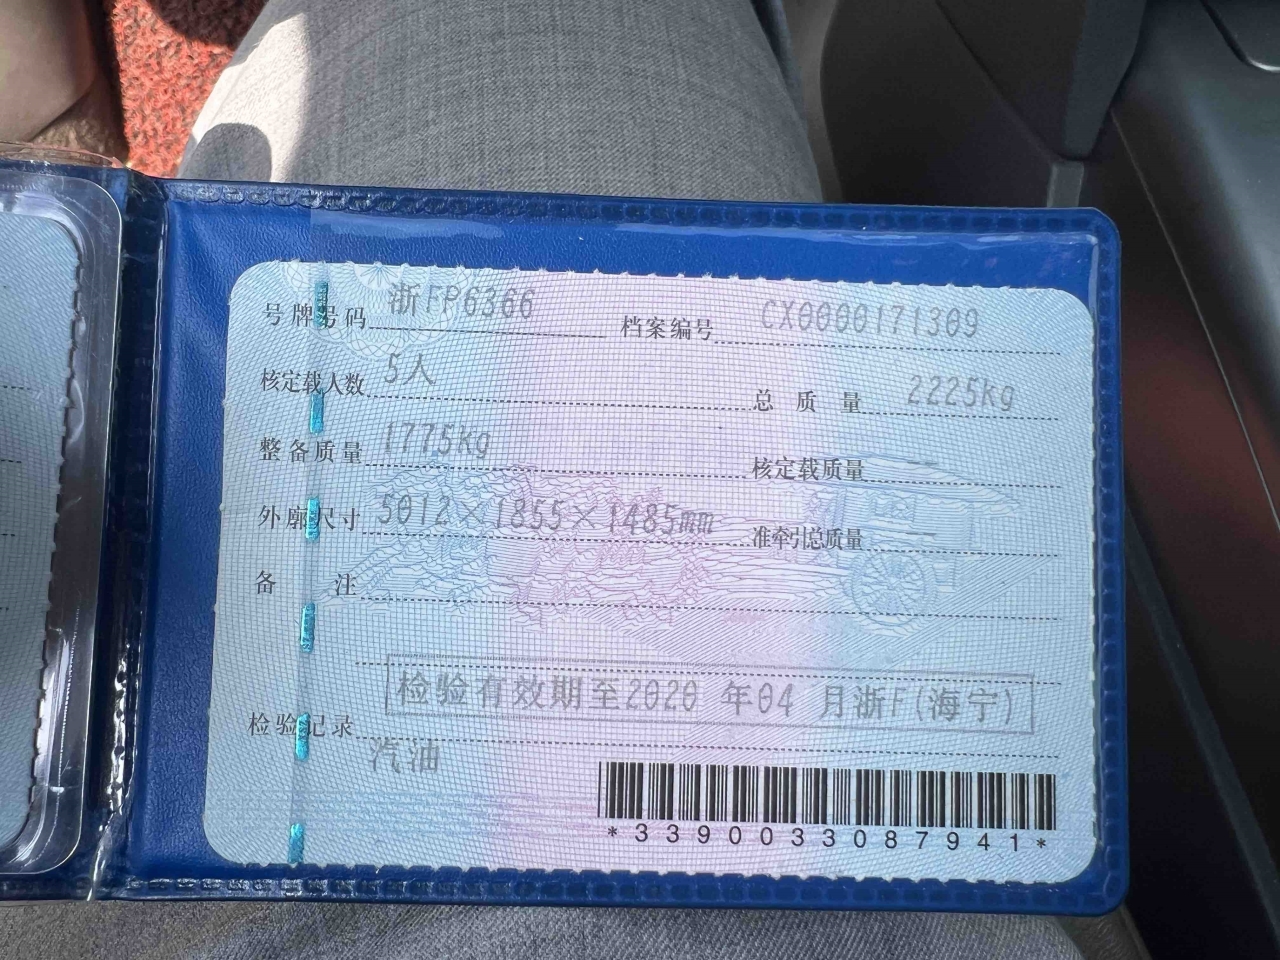 号牌号码 浙FP6366 档案编号 CX0000171309
核定载人数 5人 总质量 2225kg
整备质量 1775kg 核定载质量 —
外廓尺寸 5012×1855×1485mm 准牵引总质量 —
备注
检验有效期至2020年04月浙F(海宁)
检验记录
汽油
*3390033087941*